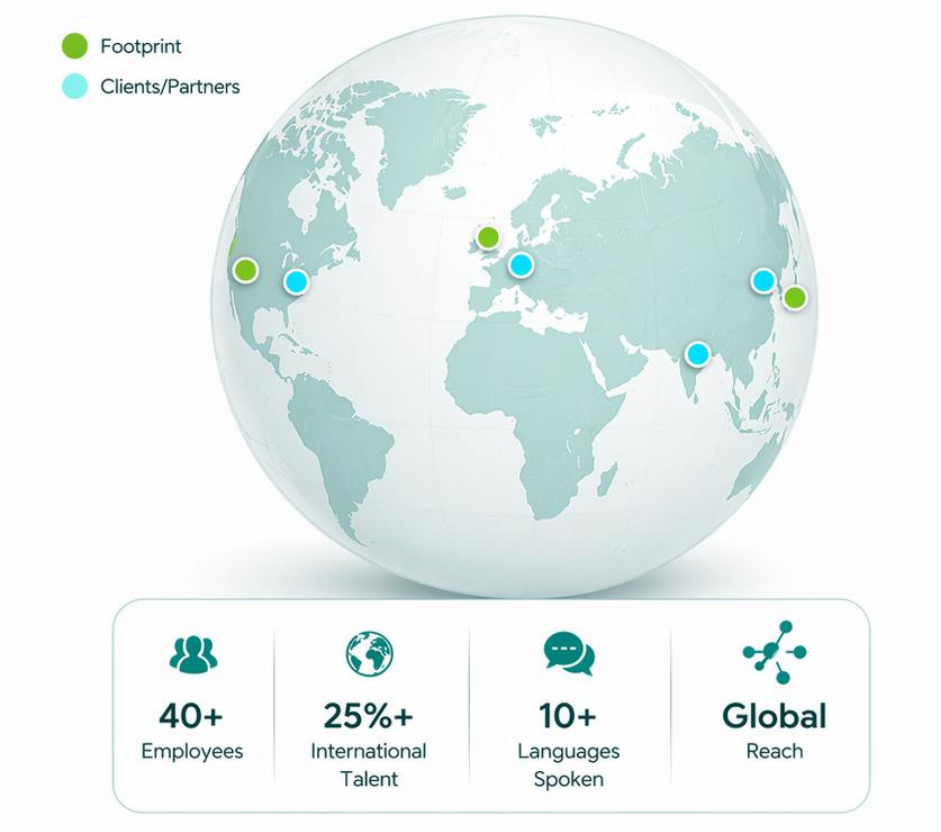 Footprint
Clients/Partners
40+
Employees
25%+
International
Talent
10+
Languages
Spoken
Global
Reach